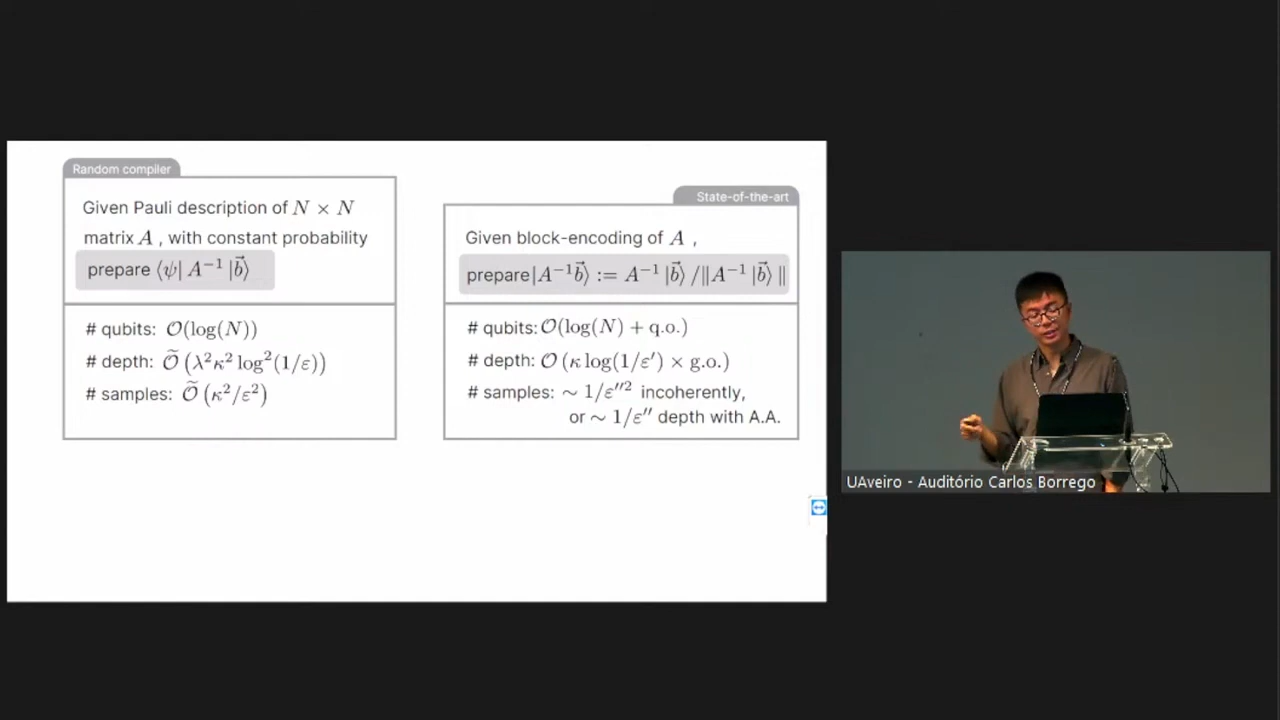 Random compiler
Given Pauli description of N × N
matrix A , with constant probability
prepare ⟨ψ| A⁻¹ |b⃗⟩
# qubits: O(log(N))
# depth: Õ (λ²κ² log²(1/ε))
# samples: Õ (κ²/ε²)
State-of-the-art
Given block-encoding of A ,
prepare |A⁻¹b⃗⟩ := A⁻¹ |b⃗⟩ /‖A⁻¹ |b⃗⟩ ‖
# qubits: O(log(N) + q.o.)
# depth: O (κ log(1/ε′) × g.o.)
# samples: ∼ 1/ε″² incoherently,
or ∼ 1/ε″ depth with A.A.
UAveiro - Auditório Carlos Borrego